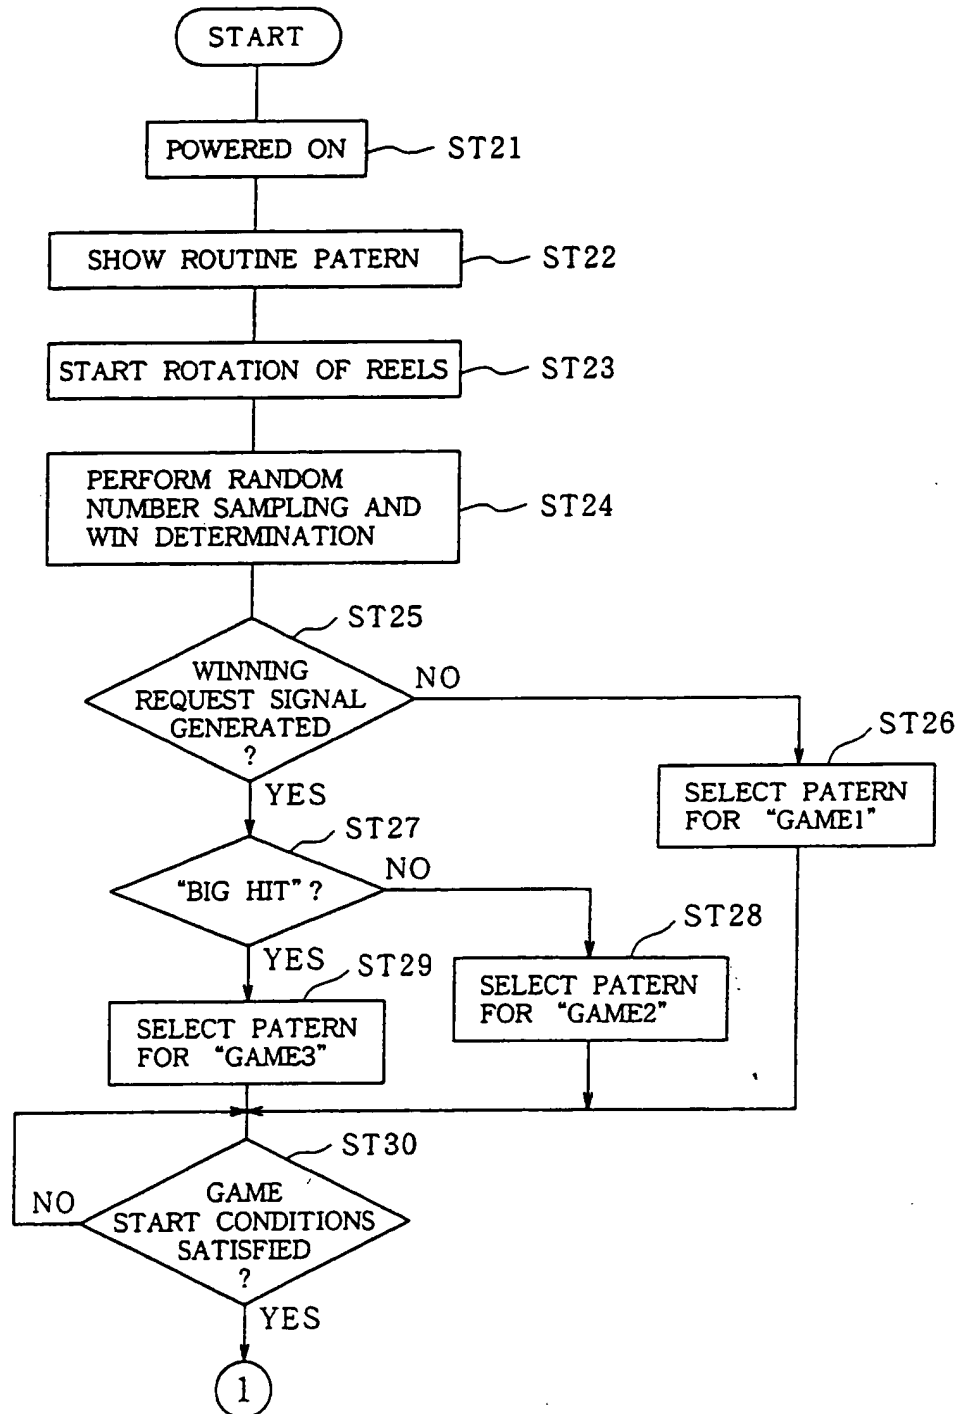 START
POWERED ON
ST21
SHOW ROUTINE PATERN
ST22
START ROTATION OF REELS
ST23
PERFORM RANDOM
NUMBER SAMPLING AND
WIN DETERMINATION
ST24
ST25
WINNING
REQUEST SIGNAL
GENERATED
?
NO
YES
ST26
SELECT PATERN
FOR "GAME1"
ST27
"BIG HIT" ?
NO
YES
ST28
SELECT PATERN
FOR "GAME2"
ST29
SELECT PATERN
FOR "GAME3"
ST30
GAME
START CONDITIONS
SATISFIED
?
NO
YES
1